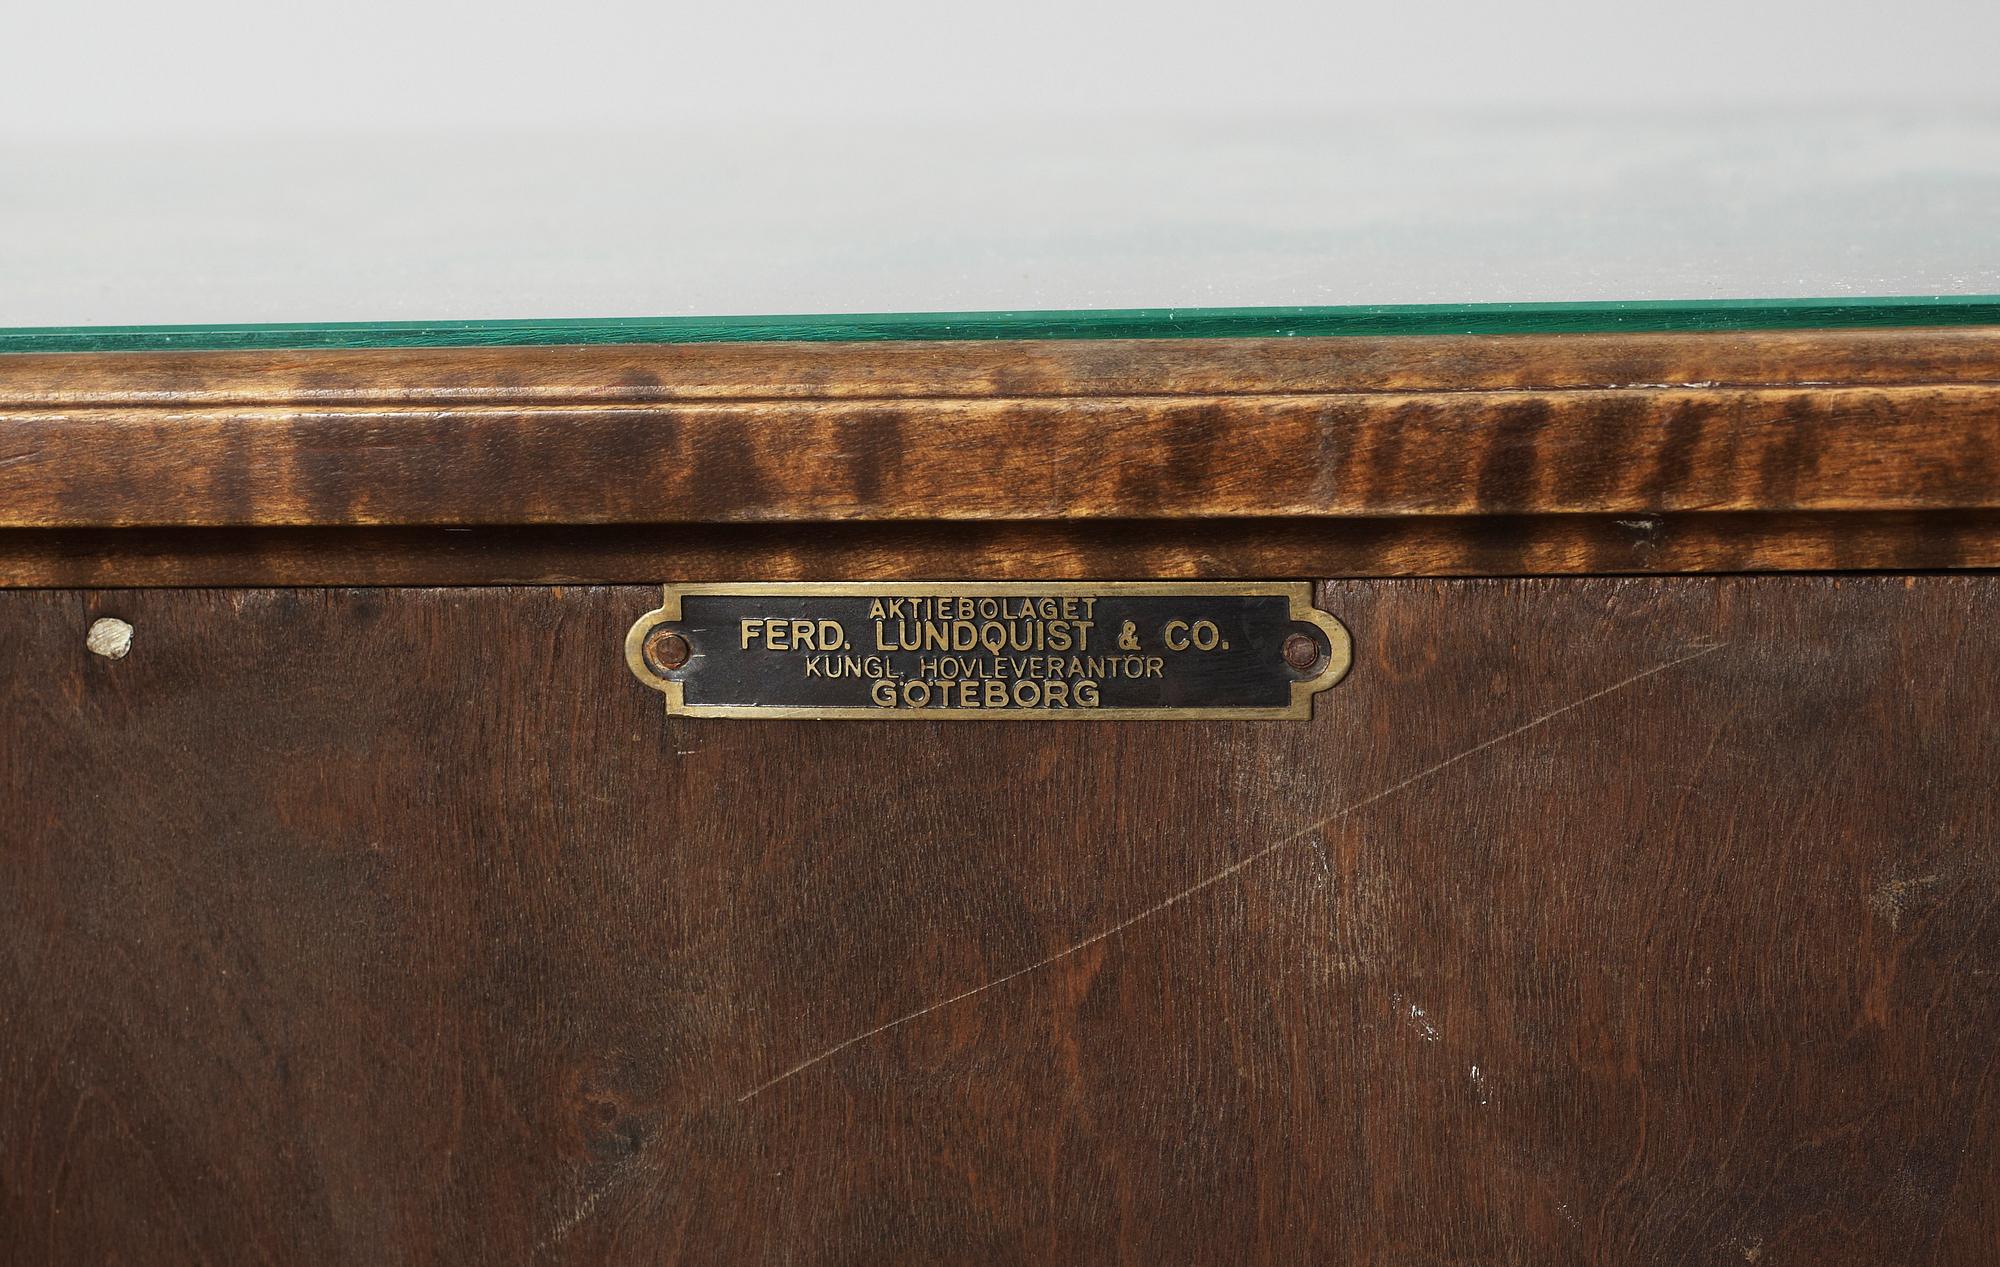 AKTIEBOLAGET
FERD. LUNDQUIST & CO.
KUNGL. HOVLEVERANTÖR
GÖTEBORG